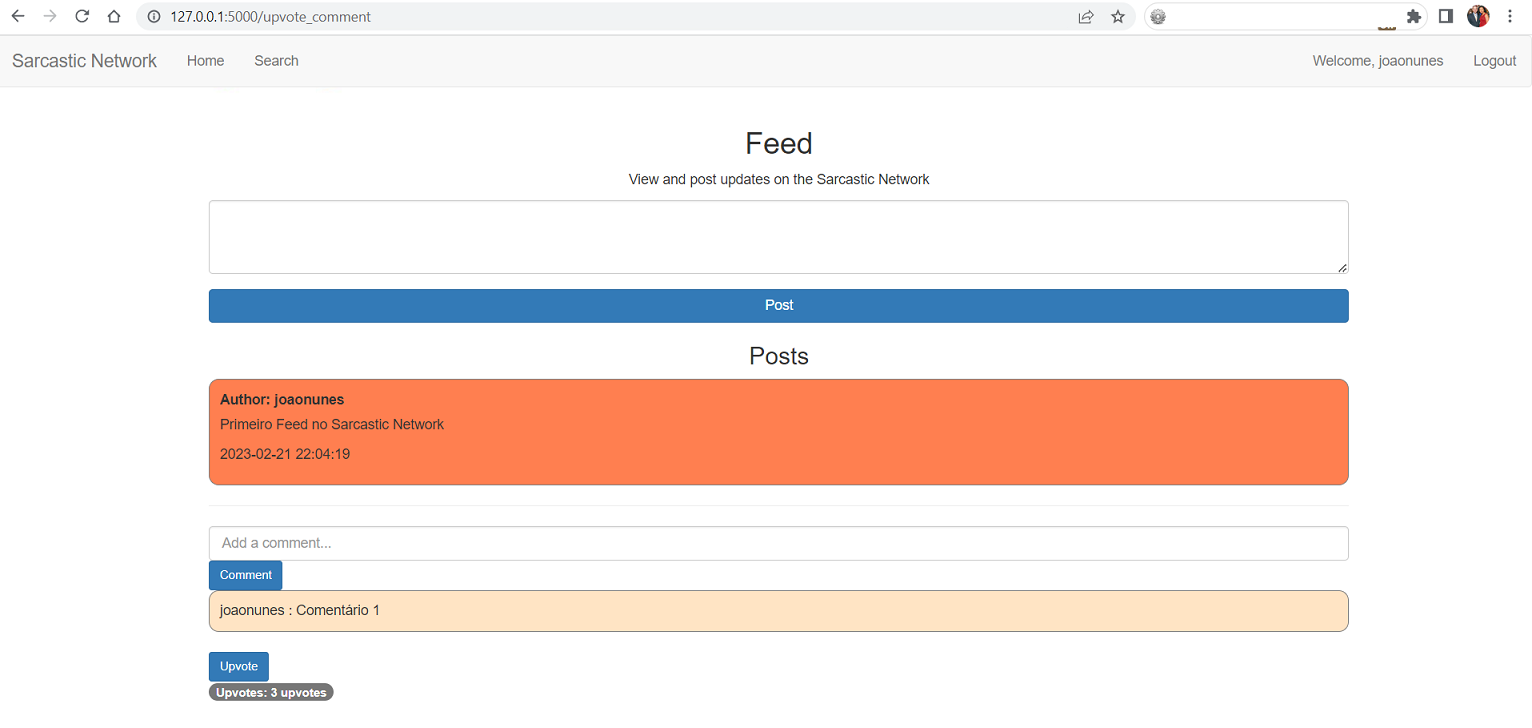 127.0.0.1:5000/upvote_comment
Sarcastic Network Home Search Welcome, joaonunes Logout
Feed
View and post updates on the Sarcastic Network
Post
Posts
Author: joaonunes
Primeiro Feed no Sarcastic Network
2023-02-21 22:04:19
Add a comment...
Comment
joaonunes : Comentário 1
Upvote
Upvotes: 3 upvotes